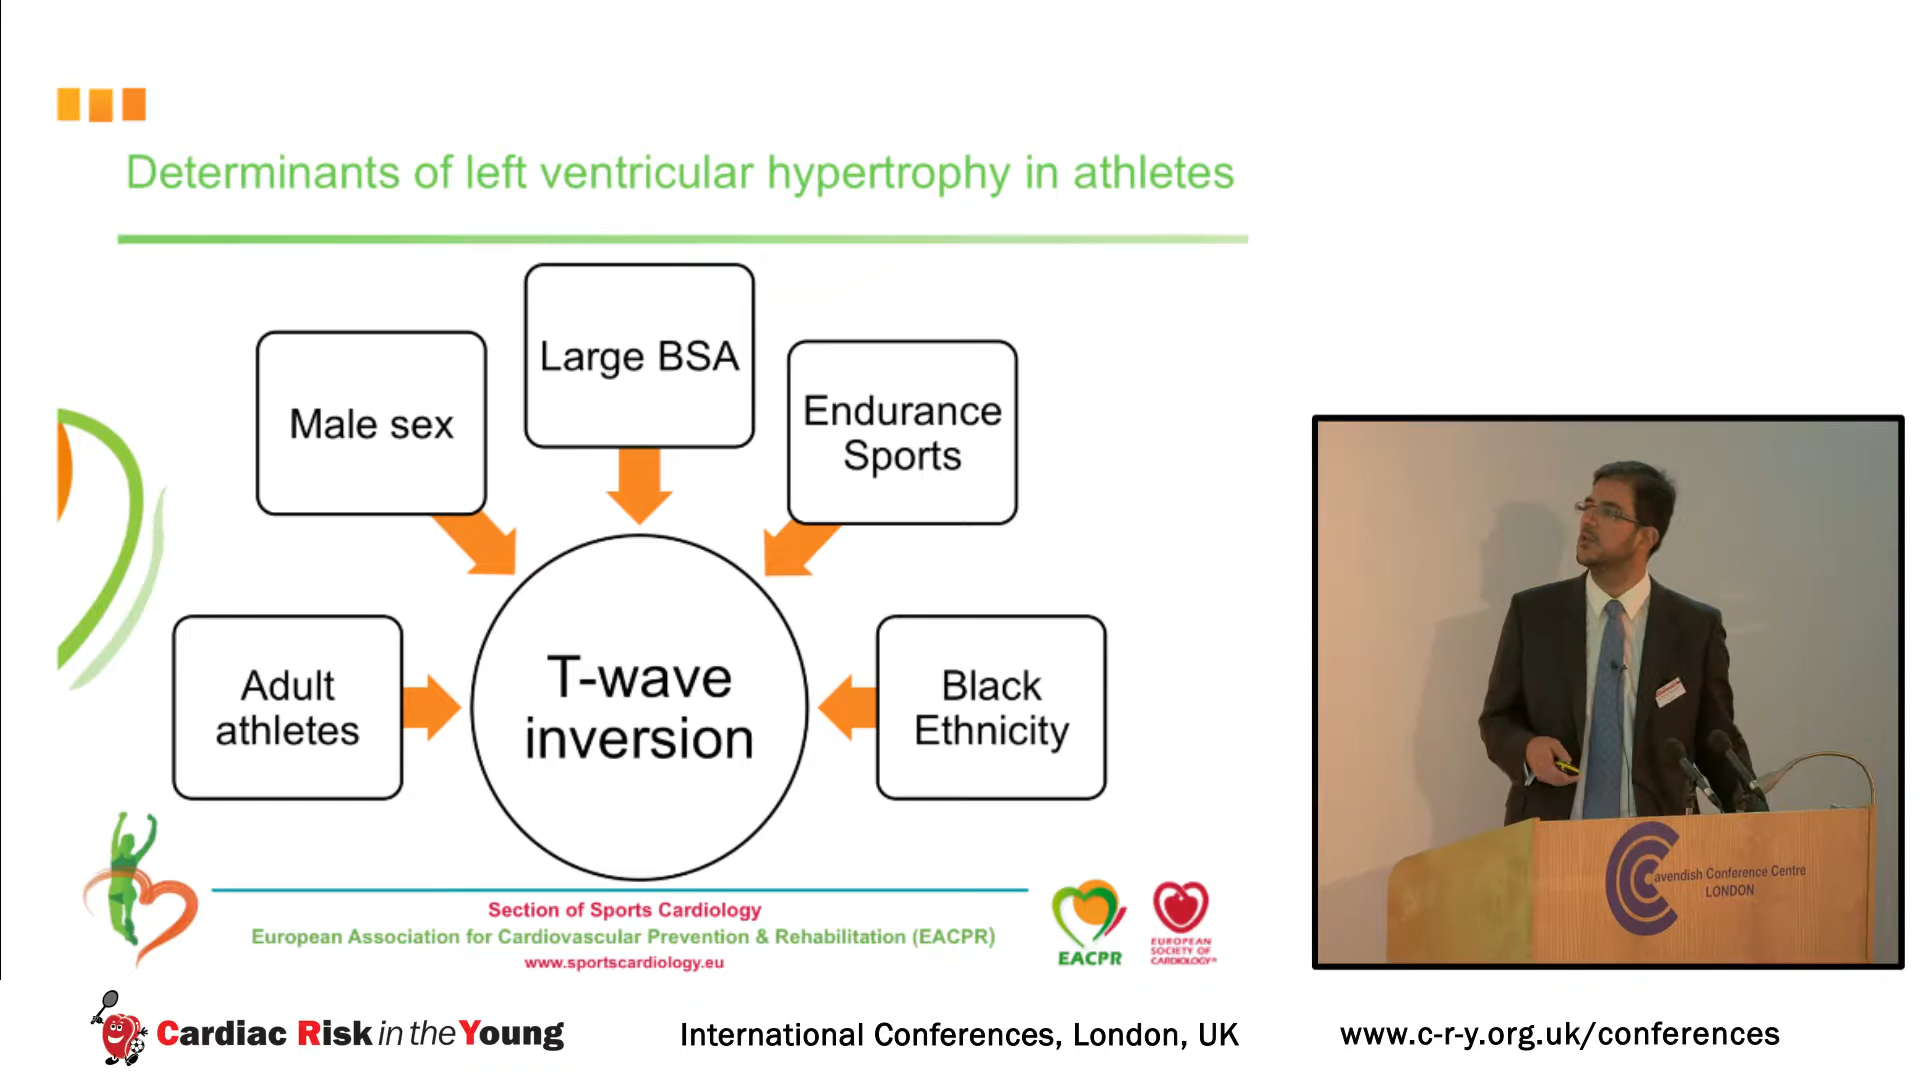 Determinants of left ventricular hypertrophy in athletes
Large BSA
Male sex
Endurance
Sports
Adult
athletes
T-wave
inversion
Black
Ethnicity
Section of Sports Cardiology
European Association for Cardiovascular Prevention & Rehabilitation (EACPR)
www.sportscardiology.eu
EACPR
EUROPEAN
SOCIETY OF
CARDIOLOGY®
avendish Conference Centre
LONDON
Cardiac Risk in the Young
International Conferences, London, UK
www.c-r-y.org.uk/conferences